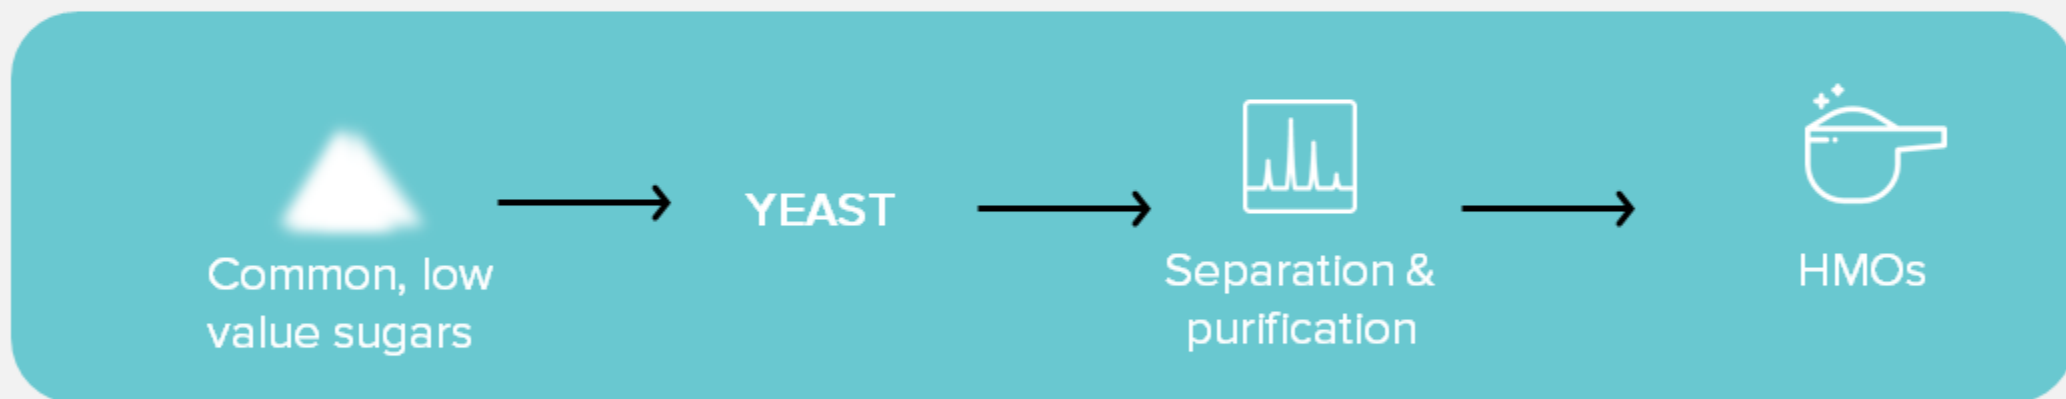 Common, low
value sugars
YEAST
Separation &
purification
HMOs